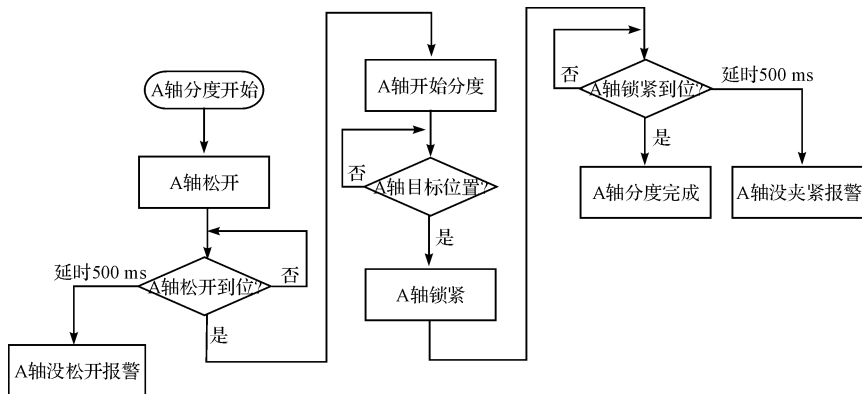 A轴分度开始
A轴松开
A轴松开到位?
否
延时500 ms
是
A轴没松开报警
A轴开始分度
A轴目标位置?
否
是
A轴锁紧
A轴锁紧到位?
否
延时500 ms
是
A轴分度完成
A轴没夹紧报警